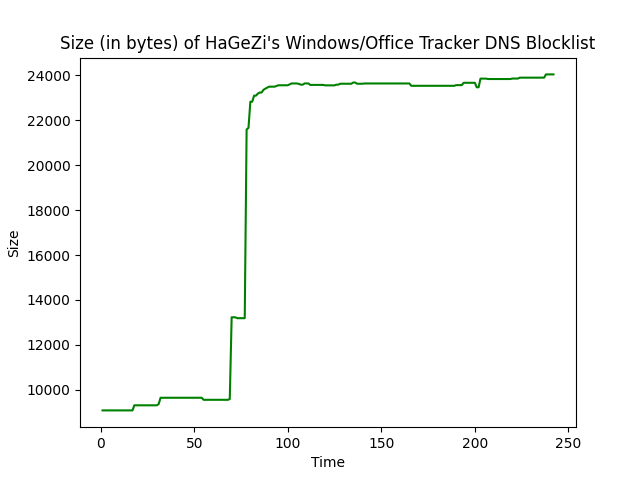 Size (in bytes) of HaGeZi's Windows/Office Tracker DNS Blocklist
24000
22000
20000
18000
16000
14000
12000
10000
Size
0 50 100 150 200 250
Time